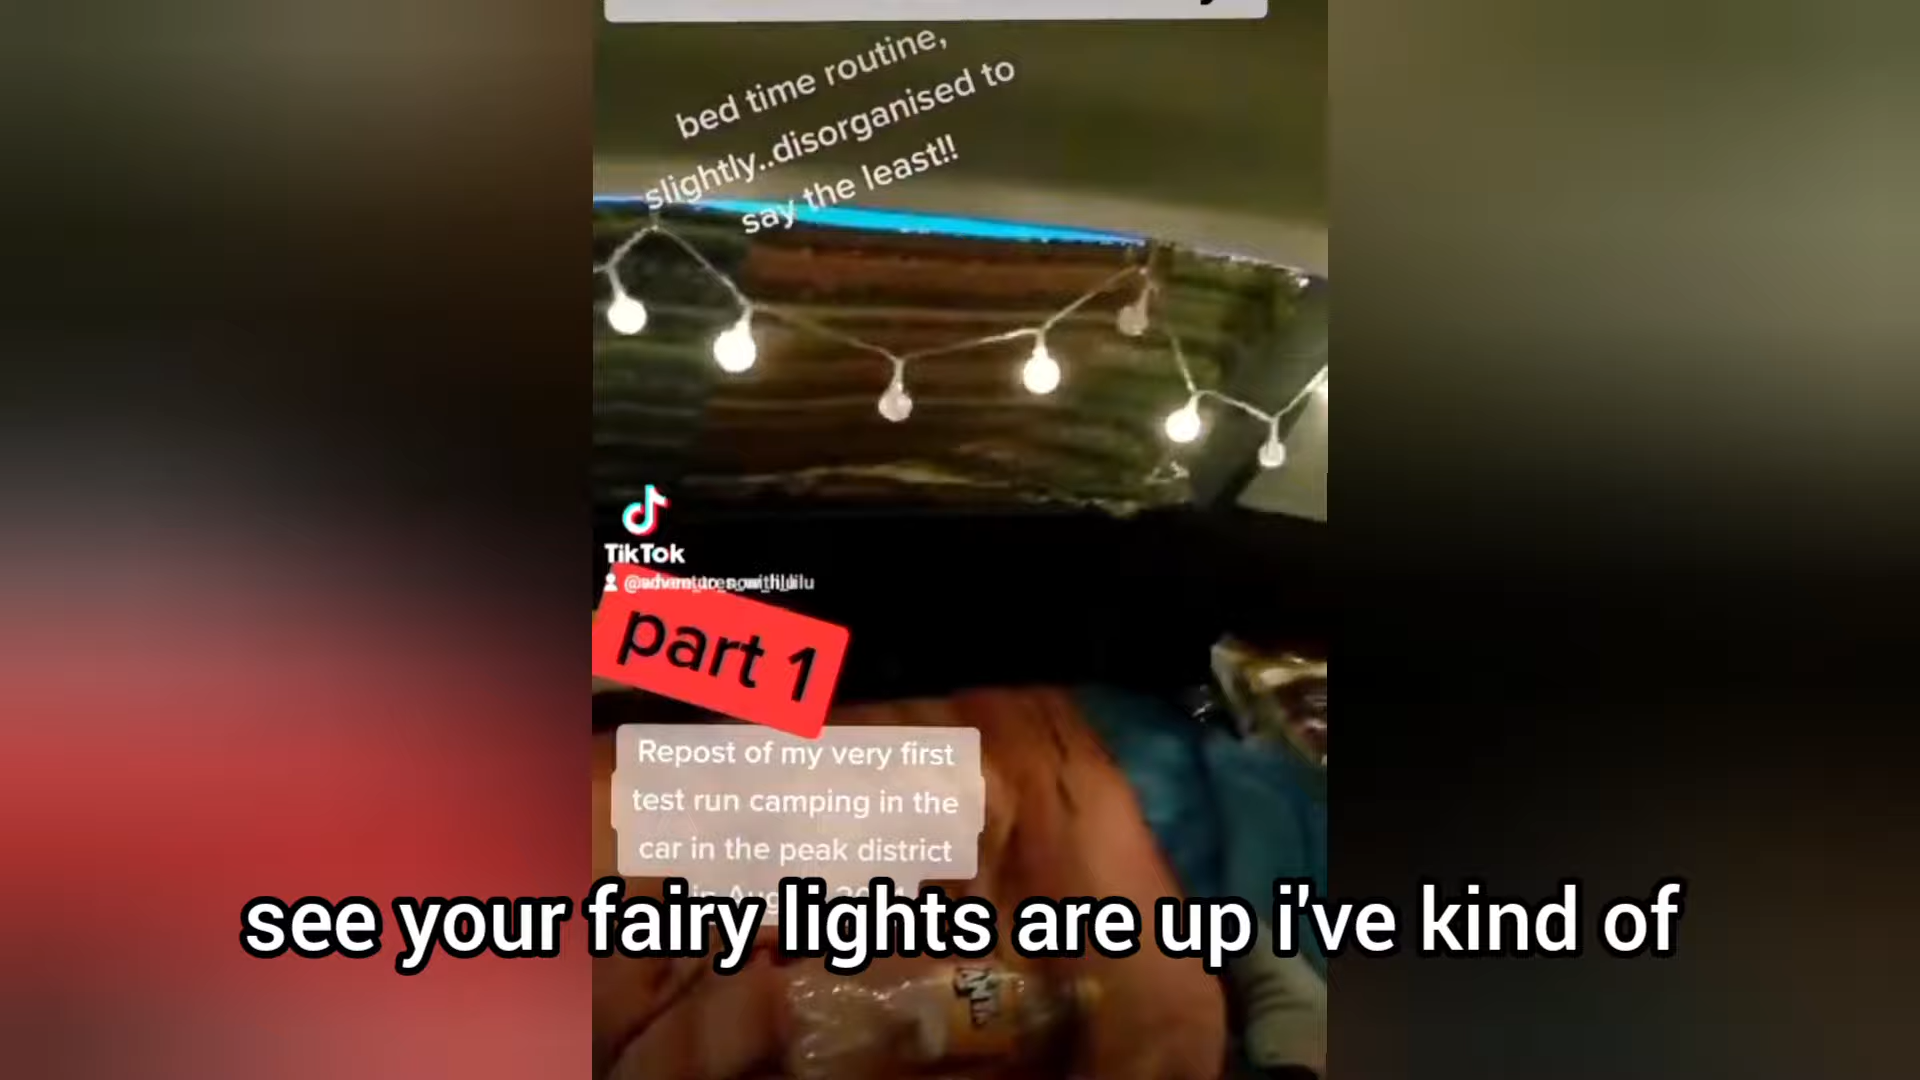 bed time routine,
slightly..disorganised to
say the least!!
TikTok
part 1
Repost of my very first
test run camping in the
car in the peak district
see your fairy lights are up i've kind of